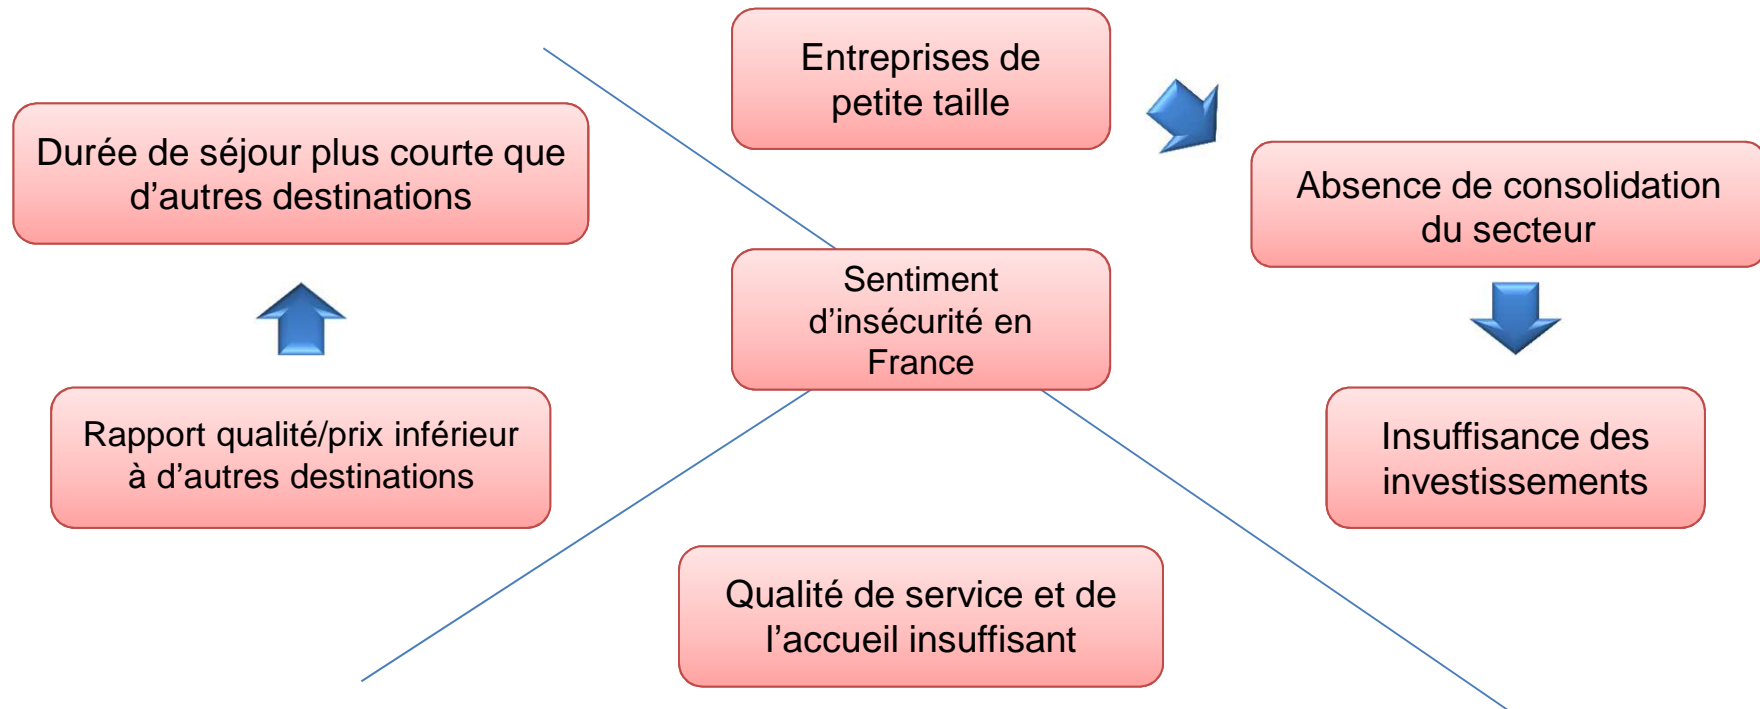 Entreprises de
petite taille
Durée de séjour plus courte que
d’autres destinations
Absence de consolidation
du secteur
Sentiment
d’insécurité en
France
Rapport qualité/prix inférieur
à d’autres destinations
Insuffisance des
investissements
Qualité de service et de
l’accueil insuffisant